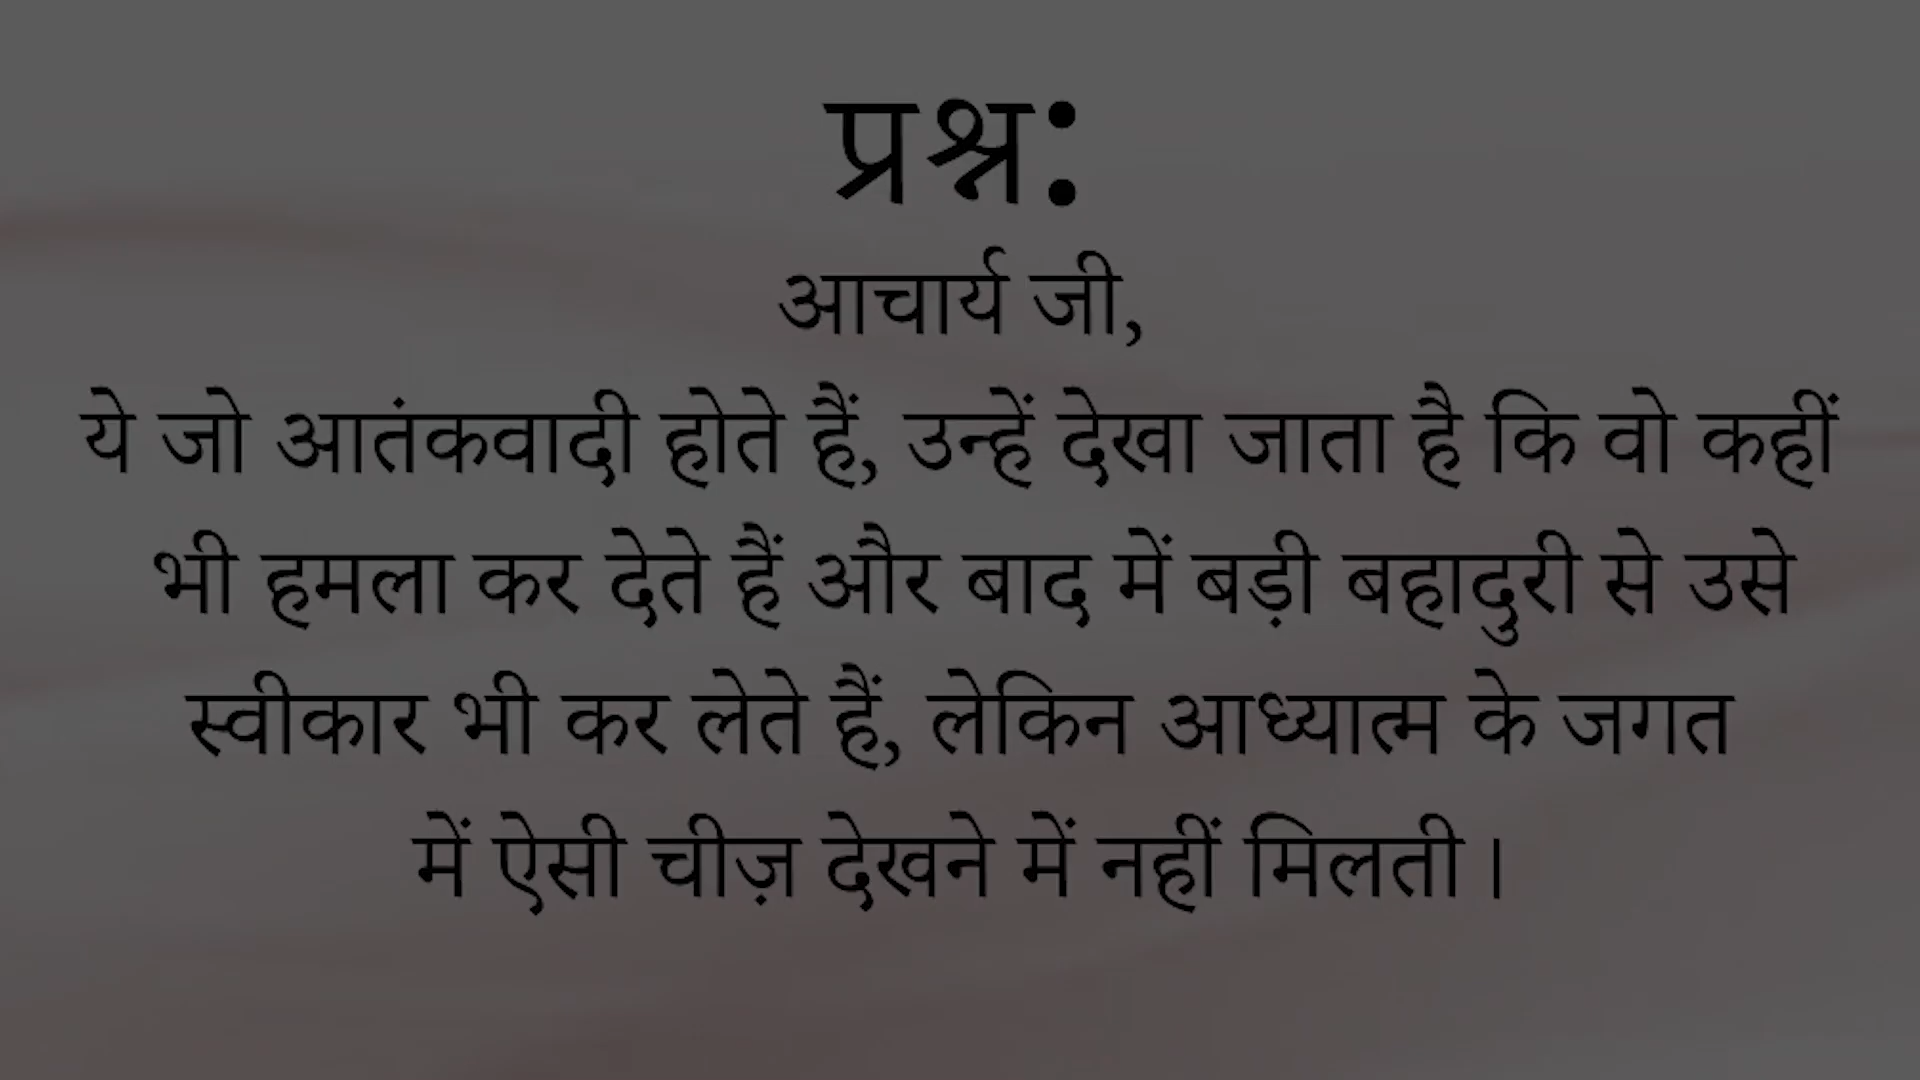 प्रश्न:
आचार्य जी,
ये जो आतंकवादी होते हैं, उन्हें देखा जाता है कि वो कहीं
भी हमला कर देते हैं और बाद में बड़ी बहादुरी से उसे
स्वीकार भी कर लेते हैं, लेकिन आध्यात्म के जगत
में ऐसी चीज़ देखने में नहीं मिलती।